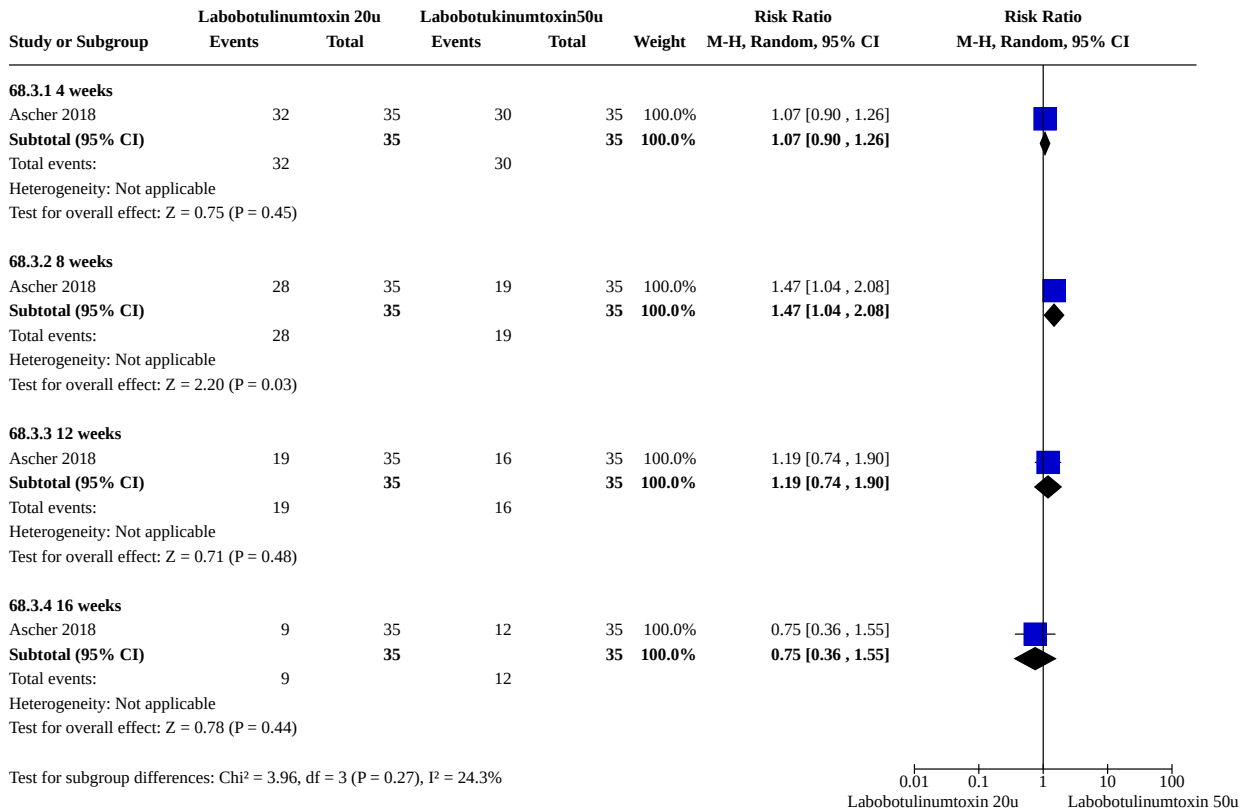 Labobotulinumtoxin 20u Labobotukinumtoxin50u Risk Ratio Risk Ratio
Study or Subgroup Events Total Events Total Weight M-H, Random, 95% CI M-H, Random, 95% CI
68.3.1 4 weeks
Ascher 2018 32 35 30 35 100.0% 1.07 [0.90 , 1.26]
Subtotal (95% CI) 35 35 100.0% 1.07 [0.90 , 1.26]
Total events: 32 30
Heterogeneity: Not applicable
Test for overall effect: Z = 0.75 (P = 0.45)
68.3.2 8 weeks
Ascher 2018 28 35 19 35 100.0% 1.47 [1.04 , 2.08]
Subtotal (95% CI) 35 35 100.0% 1.47 [1.04 , 2.08]
Total events: 28 19
Heterogeneity: Not applicable
Test for overall effect: Z = 2.20 (P = 0.03)
68.3.3 12 weeks
Ascher 2018 19 35 16 35 100.0% 1.19 [0.74 , 1.90]
Subtotal (95% CI) 35 35 100.0% 1.19 [0.74 , 1.90]
Total events: 19 16
Heterogeneity: Not applicable
Test for overall effect: Z = 0.71 (P = 0.48)
68.3.4 16 weeks
Ascher 2018 9 35 12 35 100.0% 0.75 [0.36 , 1.55]
Subtotal (95% CI) 35 35 100.0% 0.75 [0.36 , 1.55]
Total events: 9 12
Heterogeneity: Not applicable
Test for overall effect: Z = 0.78 (P = 0.44)
Test for subgroup differences: Chi² = 3.96, df = 3 (P = 0.27), I² = 24.3%
0.01 0.1 1 10 100
Labobotulinumtoxin 20u Labobotulinumtoxin 50u